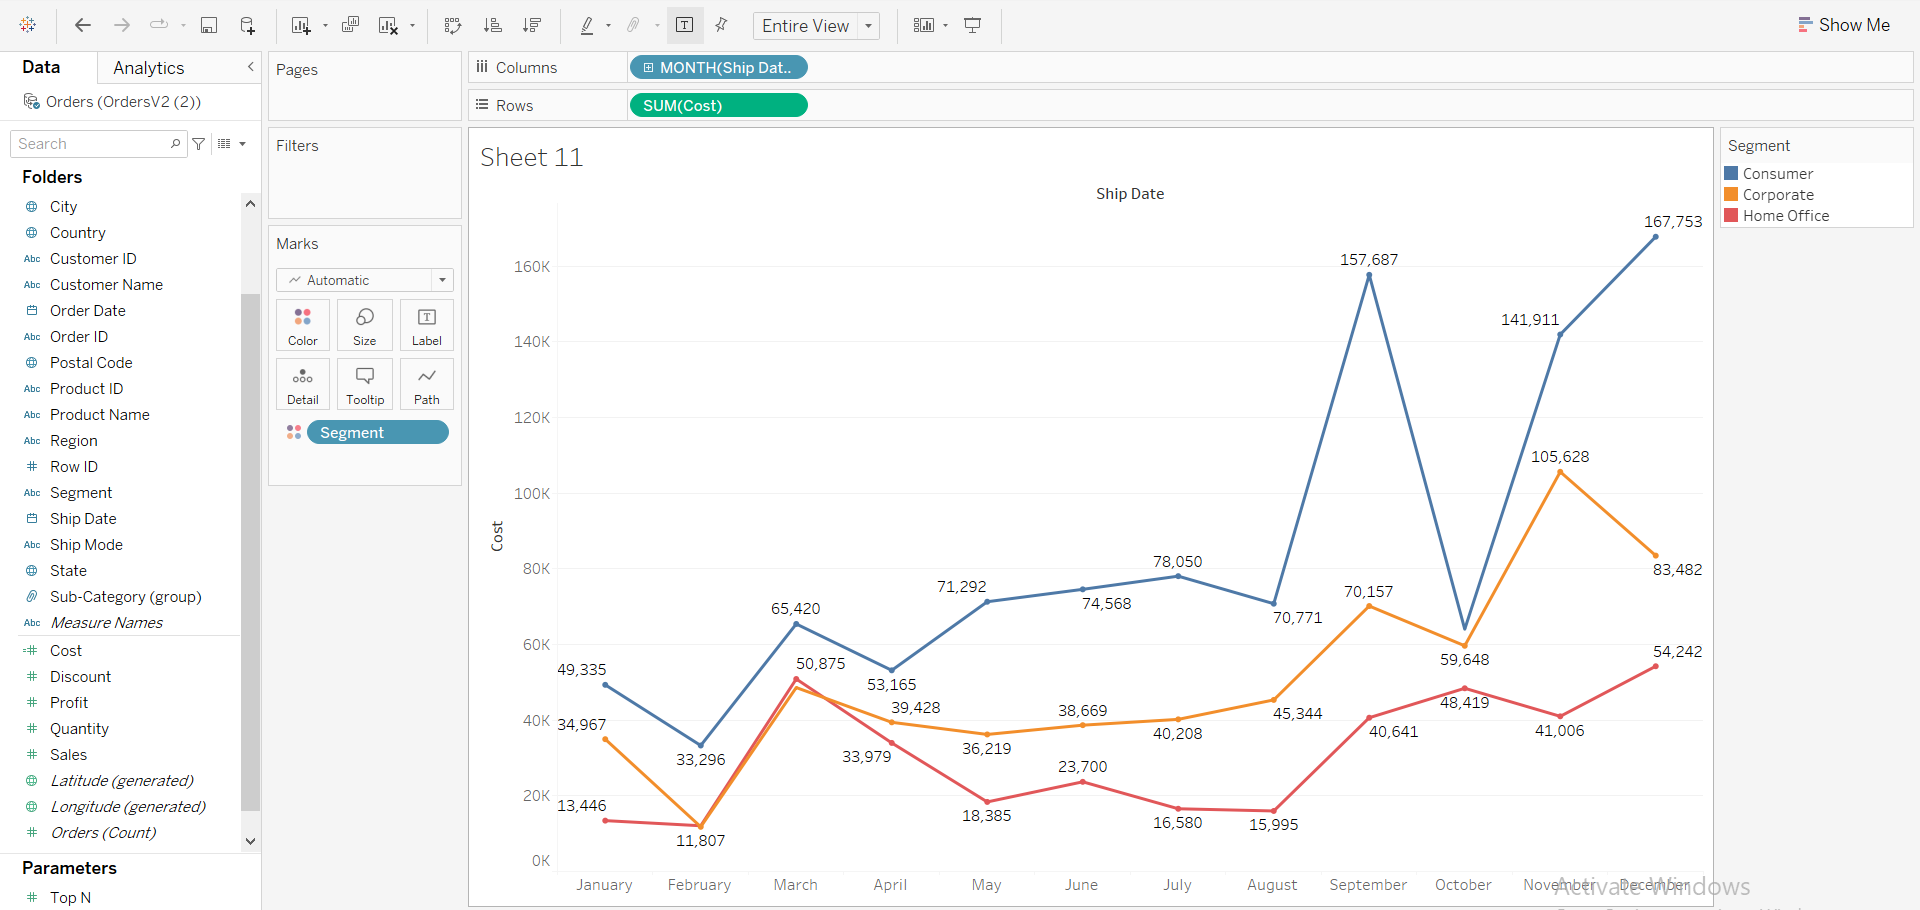 Entire View
Show Me
Data
Analytics
Orders (OrdersV2 (2))
Search
Folders
City
Country
Abc Customer ID
Abc Customer Name
Order Date
Abc Order ID
Postal Code
Abc Product ID
Abc Product Name
Abc Region
# Row ID
Abc Segment
Ship Date
Abc Ship Mode
State
Sub-Category (group)
Abc Measure Names
=# Cost
# Discount
# Profit
# Quantity
# Sales
Latitude (generated)
Longitude (generated)
# Orders (Count)
Parameters
# Top N
Pages
Filters
Marks
Automatic
Color
Size
Label
Detail
Tooltip
Path
Segment
Columns
MONTH(Ship Dat..
Rows
SUM(Cost)
Sheet 11
Ship Date
Cost
160K
140K
120K
100K
80K
60K
40K
20K
0K
49,335
33,296
65,420
53,165
71,292
74,568
78,050
70,771
157,687
141,911
167,753
34,967
11,807
39,428
36,219
38,669
40,208
45,344
70,157
59,648
105,628
83,482
13,446
50,875
33,979
18,385
23,700
16,580
15,995
40,641
48,419
41,006
54,242
January
February
March
April
May
June
July
August
September
October
November
December
Segment
Consumer
Corporate
Home Office
Activate Windows